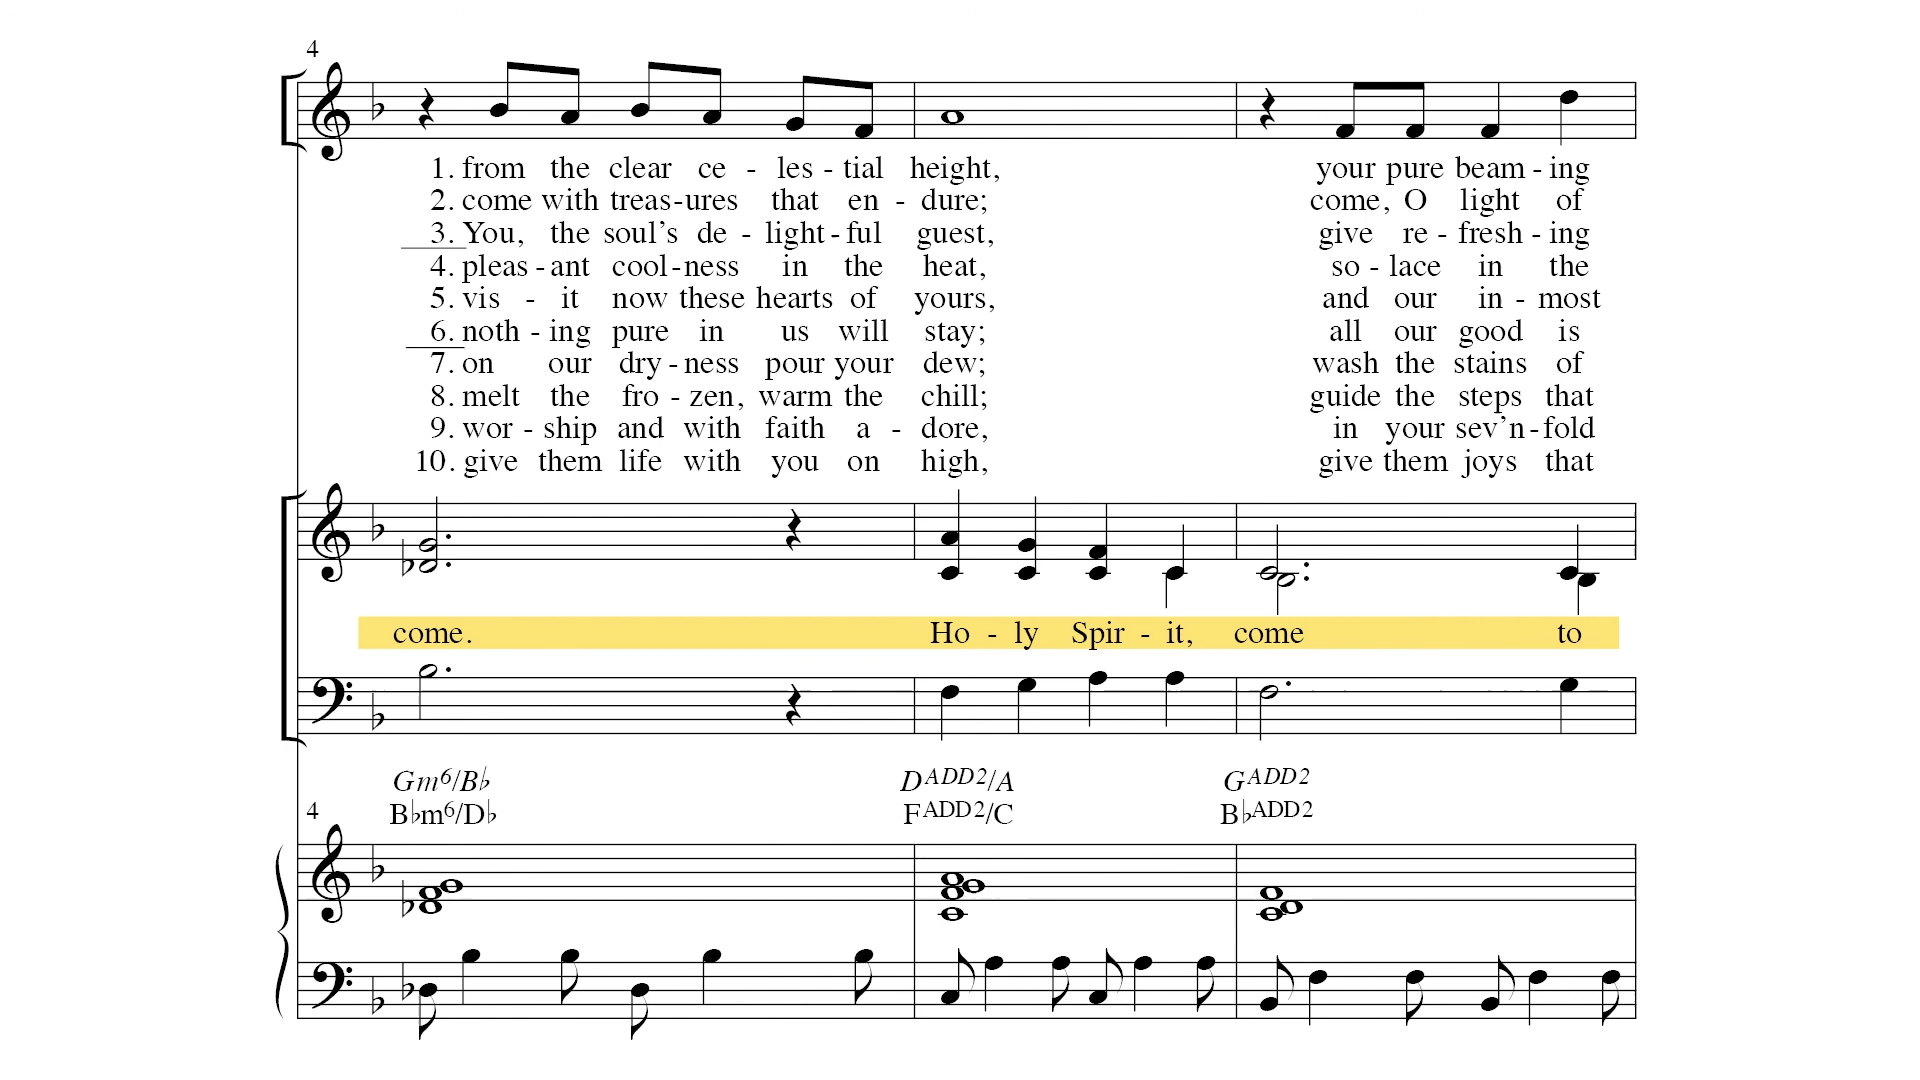 4
1. from the clear ce - les - tial height, your pure beam - ing
2. come with treas - ures that en - dure; come, O light of
3. You, the soul's de - light - ful guest, give re - fresh - ing
4. pleas - ant cool - ness in the heat, so - lace in the
5. vis - it now these hearts of yours, and our in - most
6. noth - ing pure in us will stay; all our good is
7. on our dry - ness pour your dew; wash the stains of
8. melt the fro - zen, warm the chill; guide the steps that
9. wor - ship and with faith a - dore, in your sev'n - fold
10. give them life with you on high, give them joys that
come. Ho - ly Spir - it, come to
Gm6/B♭ DADD2/A GADD2
4 B♭m6/D♭ FADD2/C B♭ADD2